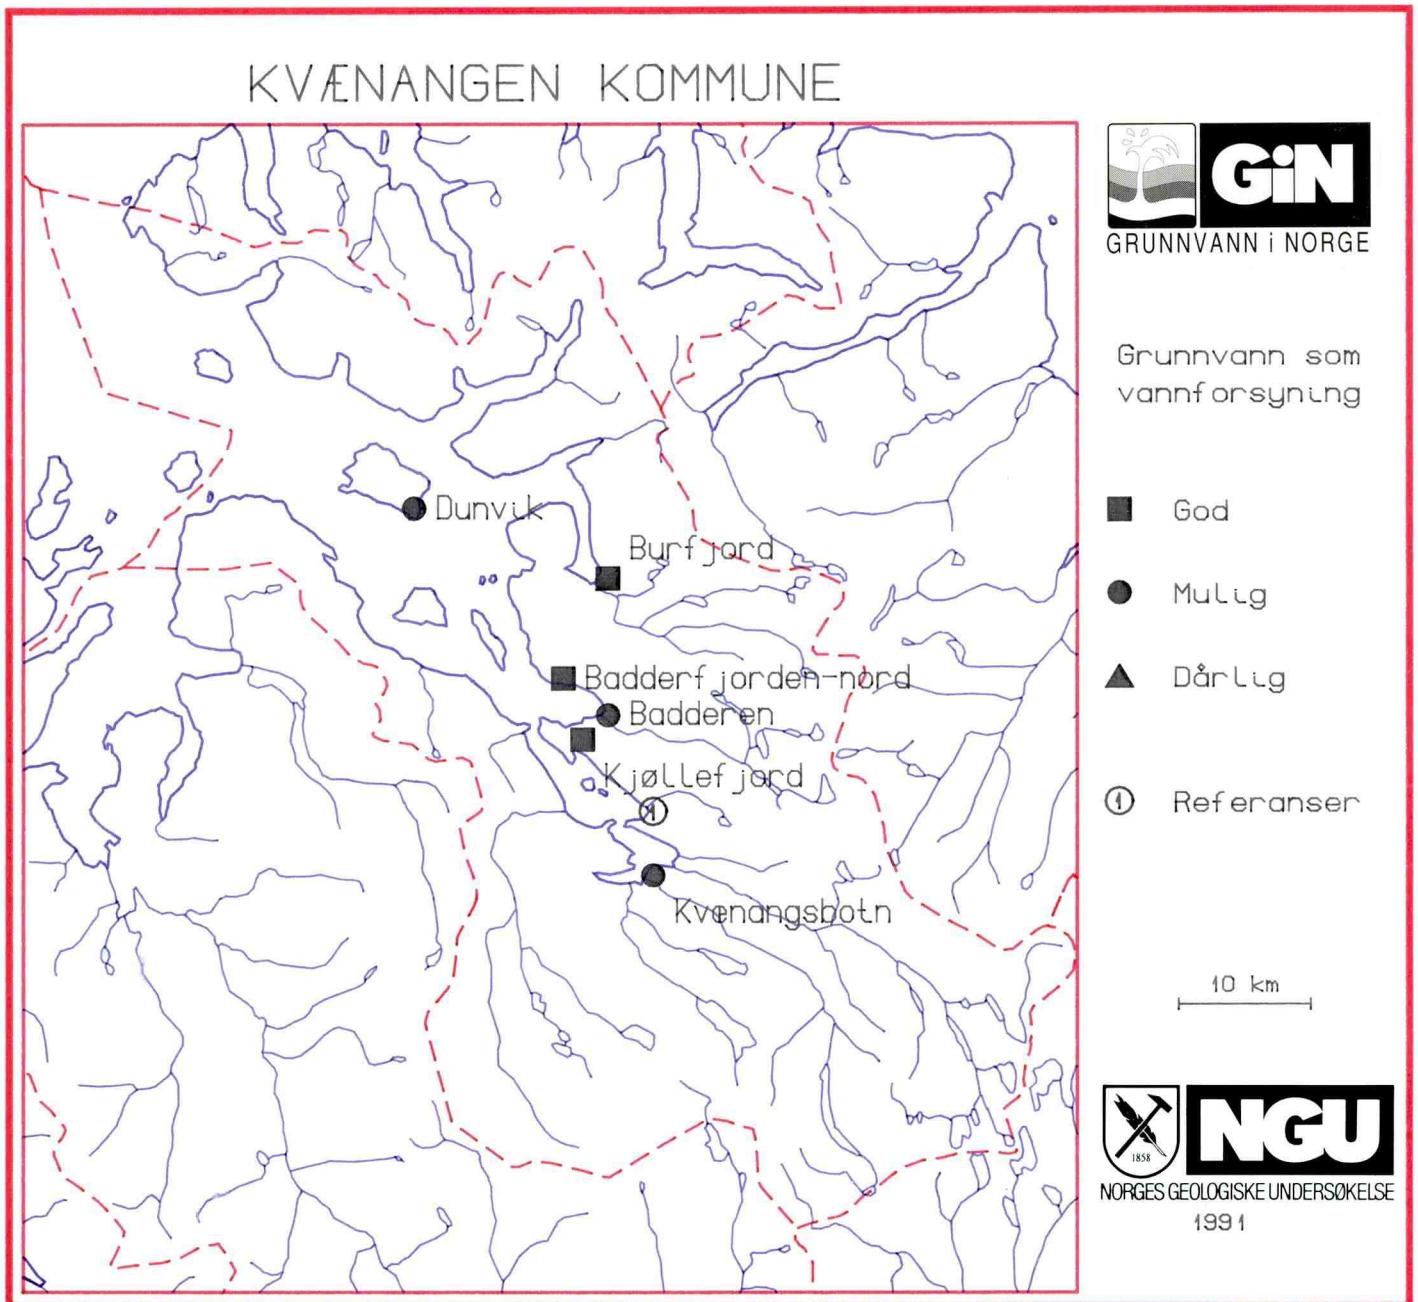 KVÆNANGEN KOMMUNE
GiN
GRUNNVANN i NORGE
Grunnvann som
vannforsyning
God
Mulig
Dårlig
1 Referanser
10 km
Dunvik
Burfjord
Badderfjorden-nord
Badderen
Kjøllefjord
1
Kvenangsbotn
1858
NGU
NORGES GEOLOGISKE UNDERSØKELSE
1991